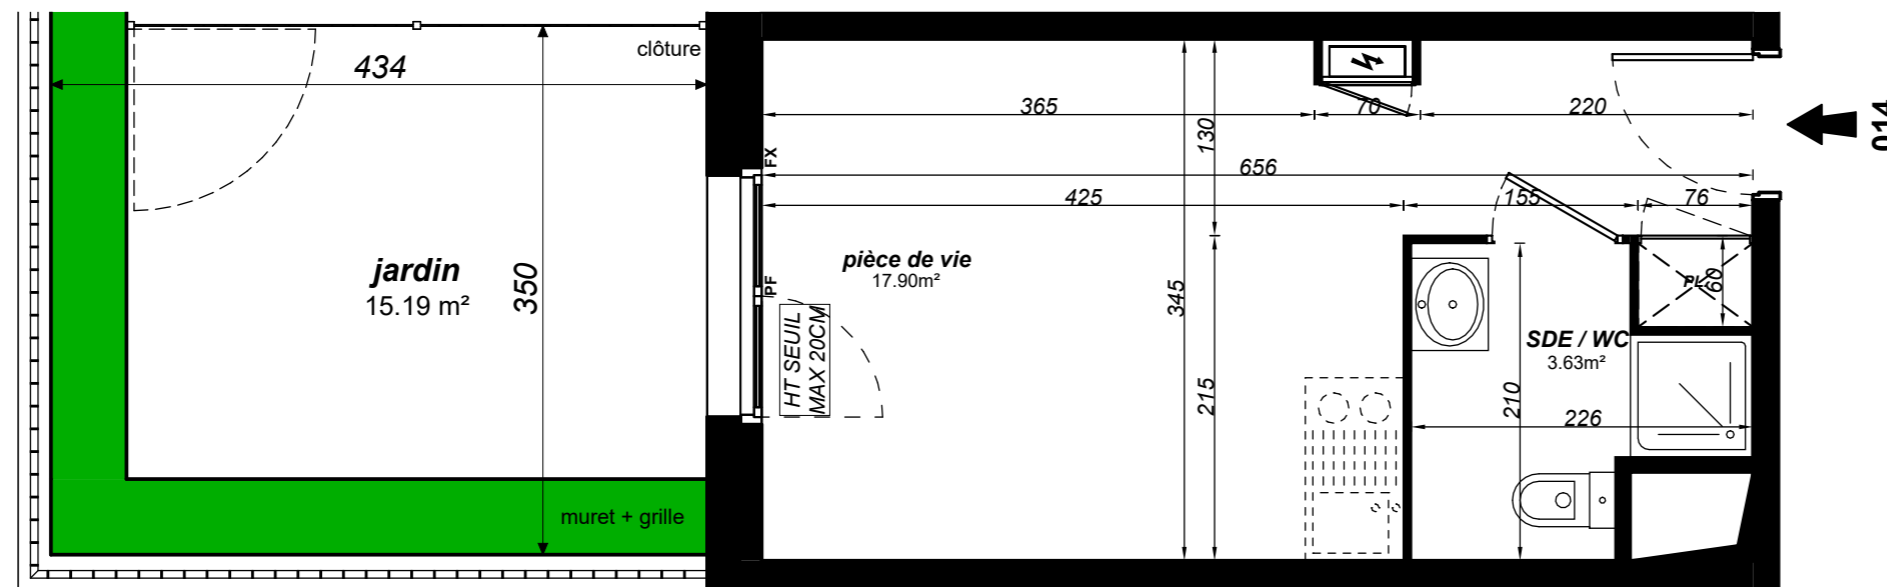 clôture
434
365
70
220
130
014
FX
656
425
155
76
jardin
15.19 m²
350
pièce de vie
17.90m²
PF
HT SEUIL
MAX 20CM
345
PL.
60
SDE / WC
3.63m²
215
210
226
muret + grille